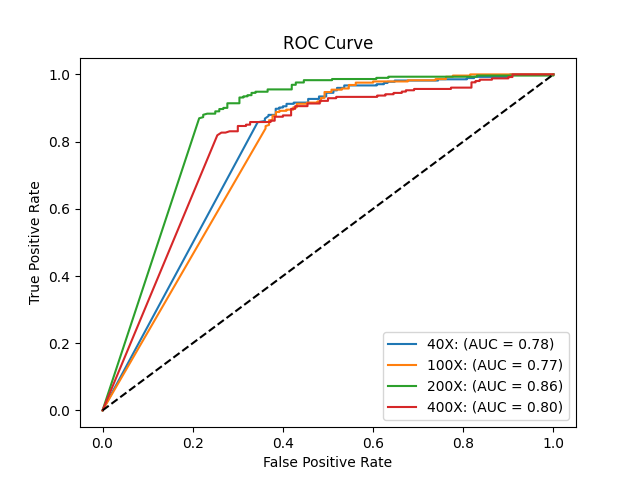 ROC Curve
True Positive Rate
1.0
0.8
0.6
0.4
0.2
0.0
40X: (AUC = 0.78)
100X: (AUC = 0.77)
200X: (AUC = 0.86)
400X: (AUC = 0.80)
0.0 0.2 0.4 0.6 0.8 1.0
False Positive Rate